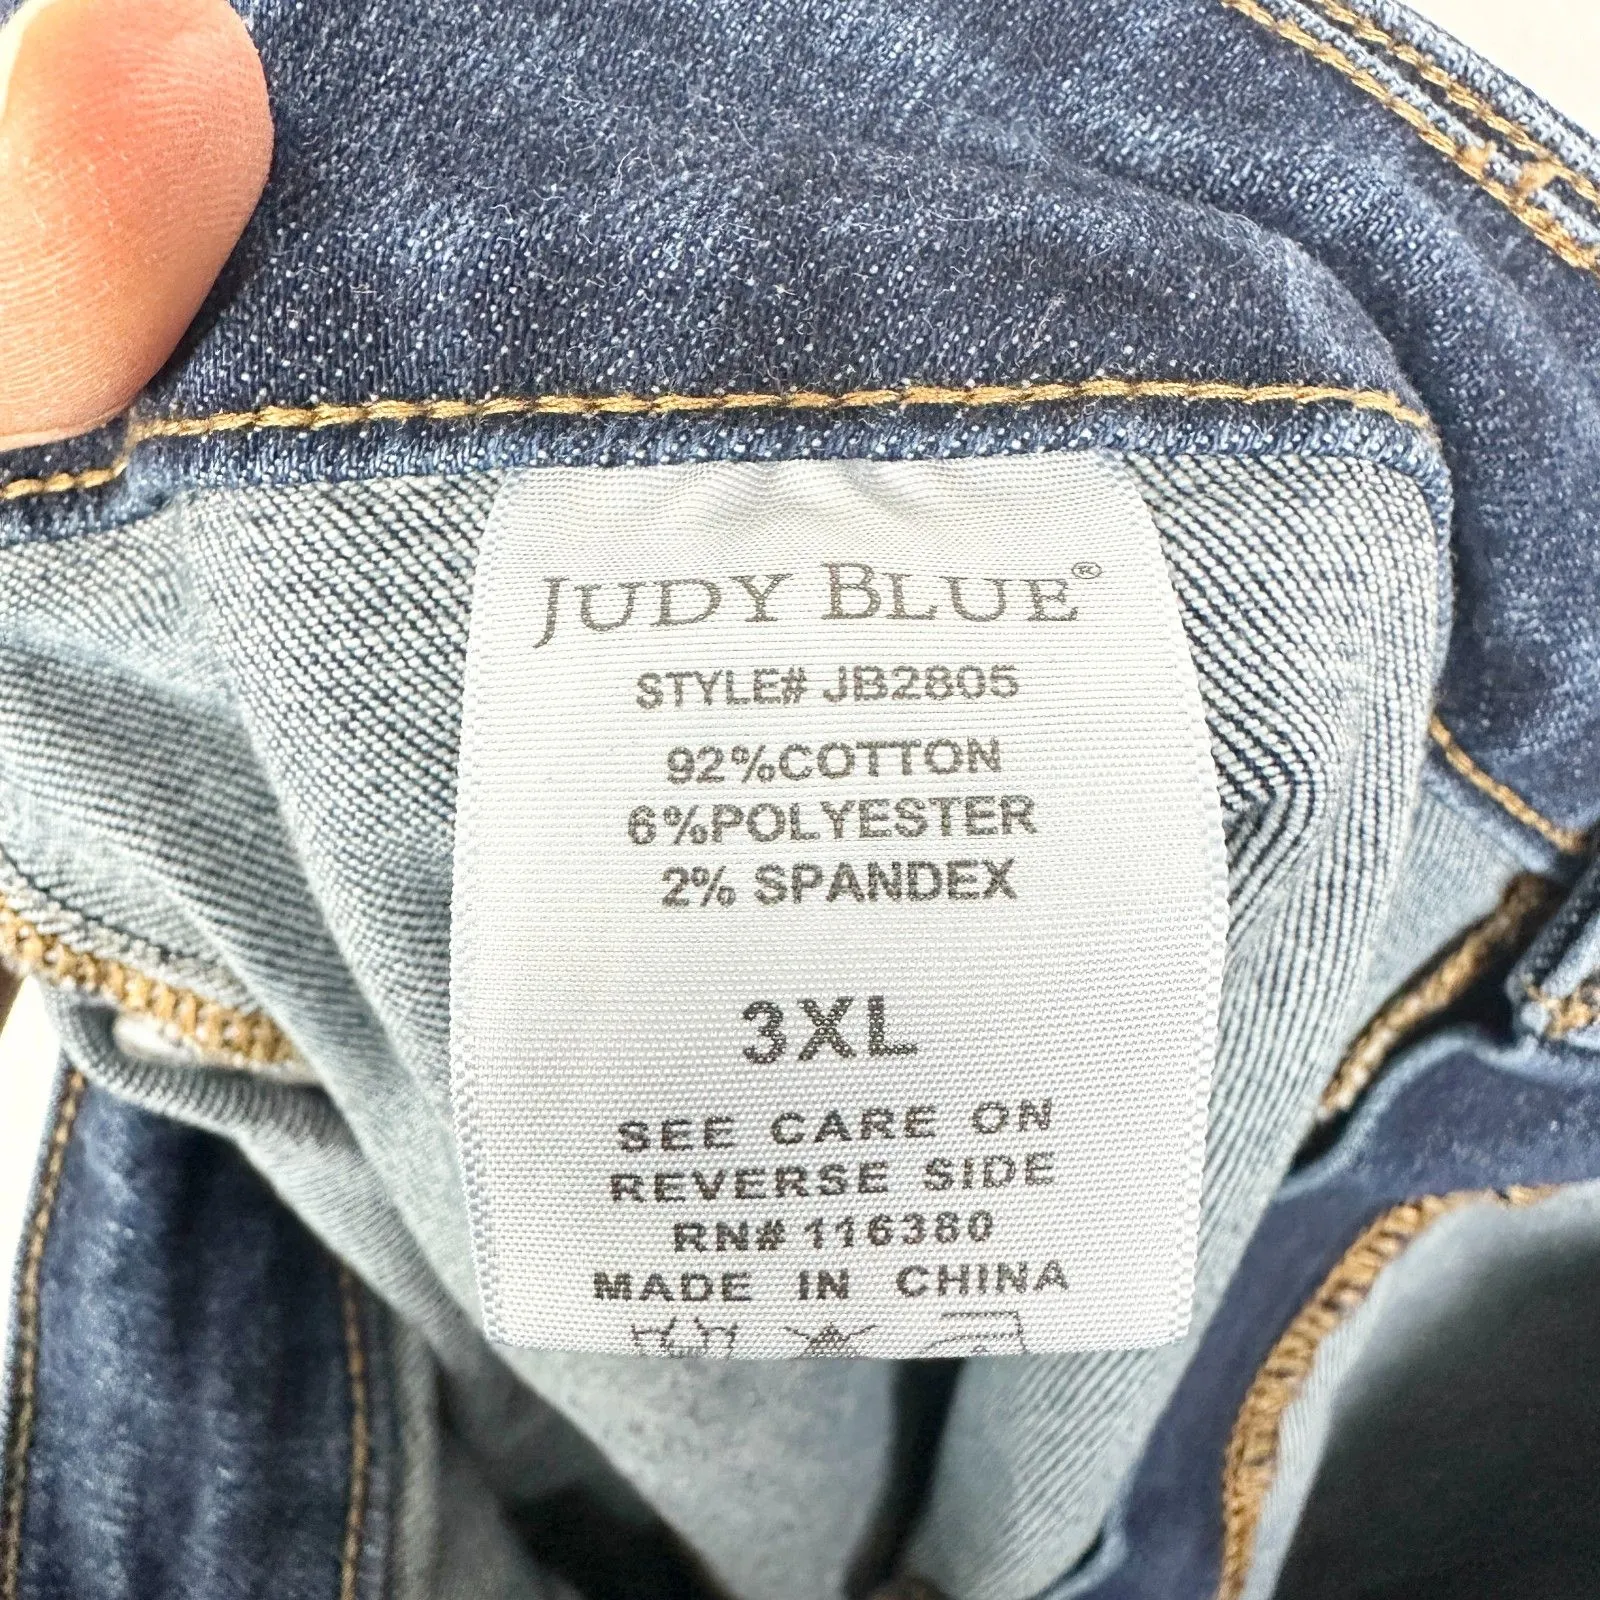 JUDY BLUE®
STYLE# JB2805
92%COTTON
6%POLYESTER
2% SPANDEX
3XL
SEE CARE ON
REVERSE SIDE
RN# 116380
MADE IN CHINA